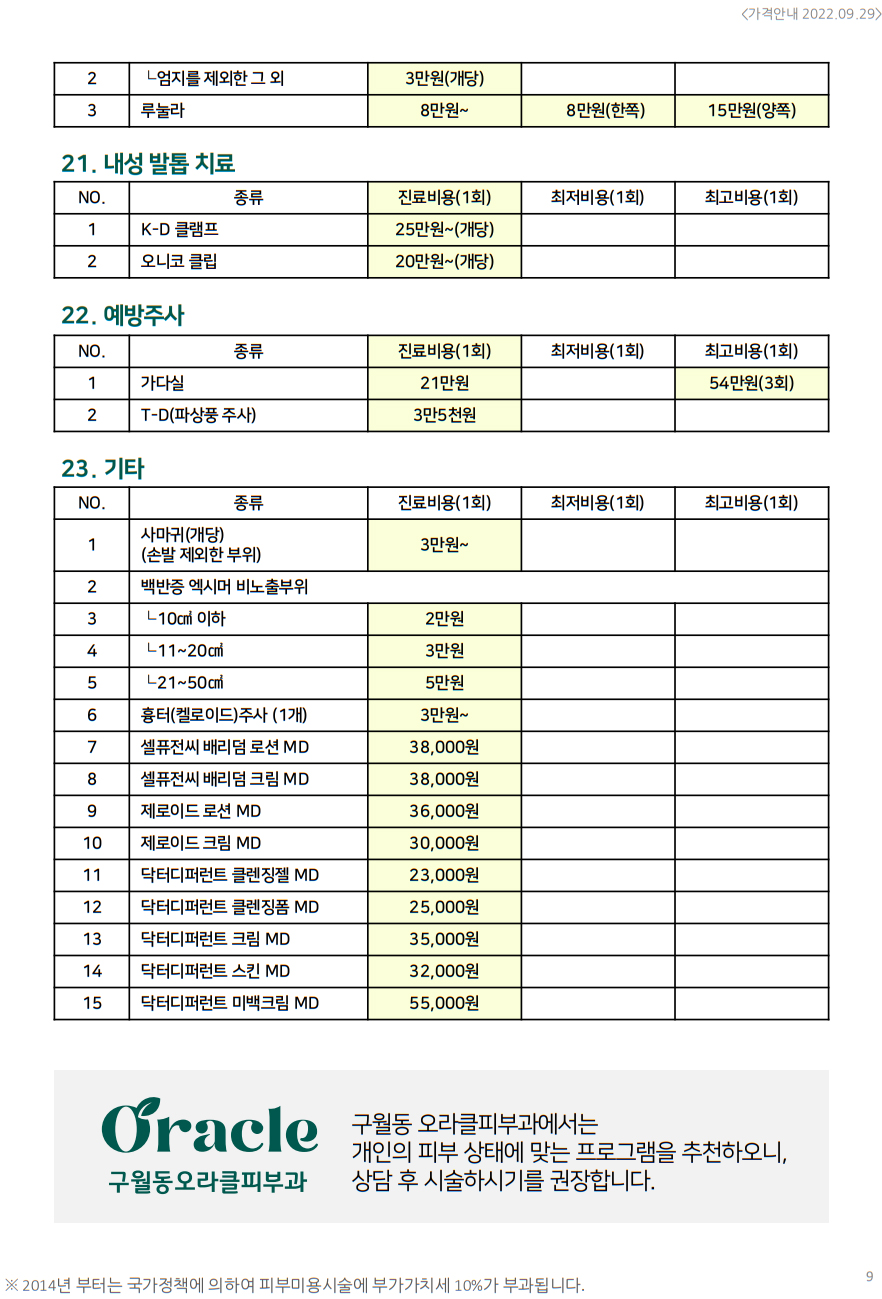 <가격안내 2022.09.29>
2 ㄴ엄지를 제외한 그 외 3만원(개당)
3 루눌라 8만원~ 8만원(한쪽) 15만원(양쪽)
21. 내성 발톱 치료
NO. 종류 진료비용(1회) 최저비용(1회) 최고비용(1회)
1 K-D 클램프 25만원~(개당)
2 오니코 클립 20만원~(개당)
22. 예방주사
NO. 종류 진료비용(1회) 최저비용(1회) 최고비용(1회)
1 가다실 21만원 54만원(3회)
2 T-D(파상풍 주사) 3만5천원
23. 기타
NO. 종류 진료비용(1회) 최저비용(1회) 최고비용(1회)
1 사마귀(개당)
(손발 제외한 부위) 3만원~
2 백반증 엑시머 비노출부위
3 ㄴ10㎠ 이하 2만원
4 ㄴ11~20㎠ 3만원
5 ㄴ21~50㎠ 5만원
6 흉터(켈로이드)주사 (1개) 3만원~
7 셀퓨전씨 배리덤 로션 MD 38,000원
8 셀퓨전씨 배리덤 크림 MD 38,000원
9 제로이드 로션 MD 36,000원
10 제로이드 크림 MD 30,000원
11 닥터디퍼런트 클렌징젤 MD 23,000원
12 닥터디퍼런트 클렌징폼 MD 25,000원
13 닥터디퍼런트 크림 MD 35,000원
14 닥터디퍼런트 스킨 MD 32,000원
15 닥터디퍼런트 미백크림 MD 55,000원
Oracle
구월동오라클피부과
구월동 오라클피부과에서는
개인의 피부 상태에 맞는 프로그램을 추천하오니,
상담 후 시술하시기를 권장합니다.
※ 2014년 부터는 국가정책에 의하여 피부미용시술에 부가가치세 10%가 부과됩니다.
9